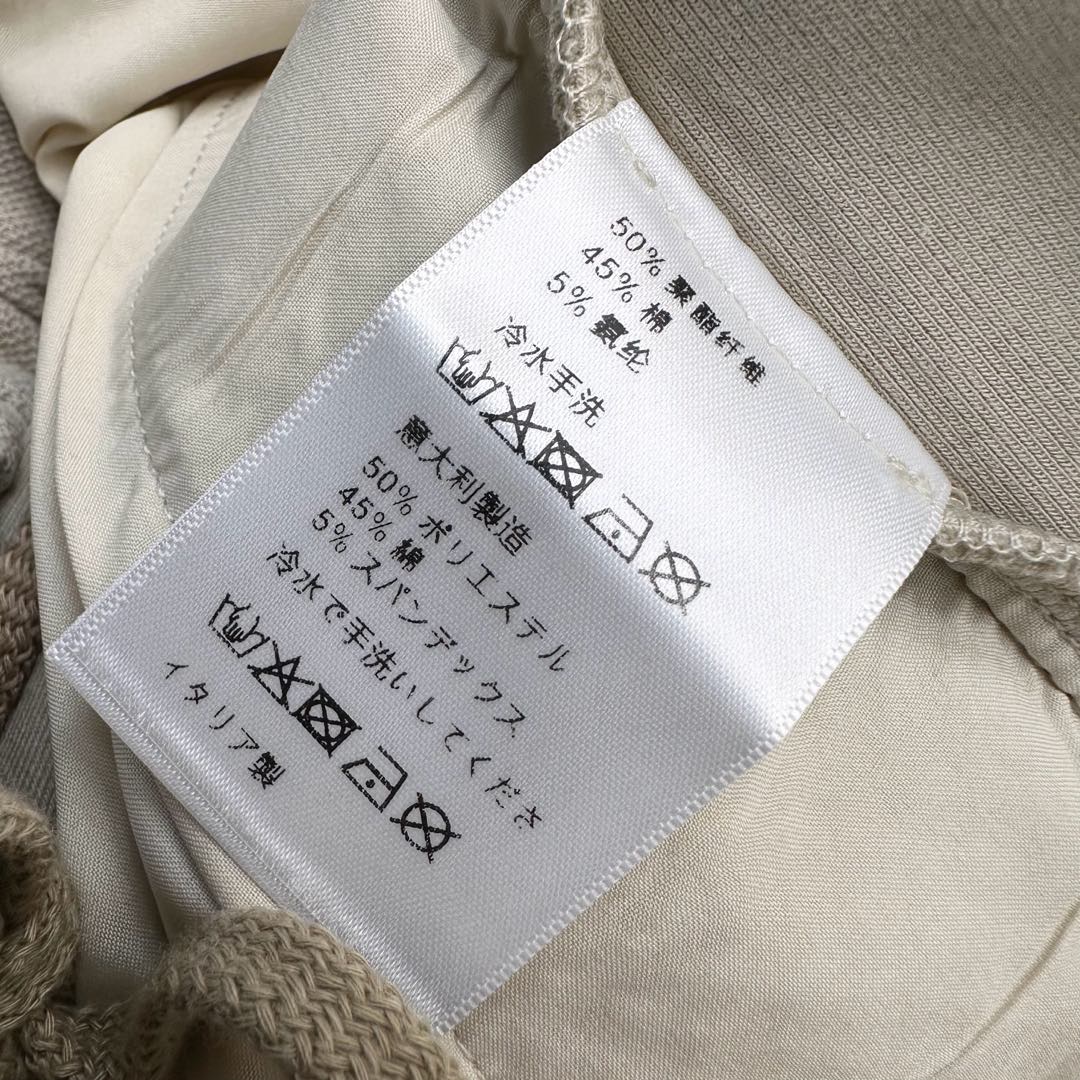 50% 聚酯纤维
45% 棉
5% 氨纶
冷水手洗
意大利製造
50% ポリエステル
45% 綿
5% スパンデックス
冷水で手洗いしてくださ
イタリア製